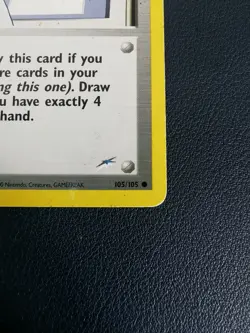 y this card if you
re cards in your
ng this one). Draw
u have exactly 4
hand.
Nintendo, Creatures, GAMEFREAK.
105/105